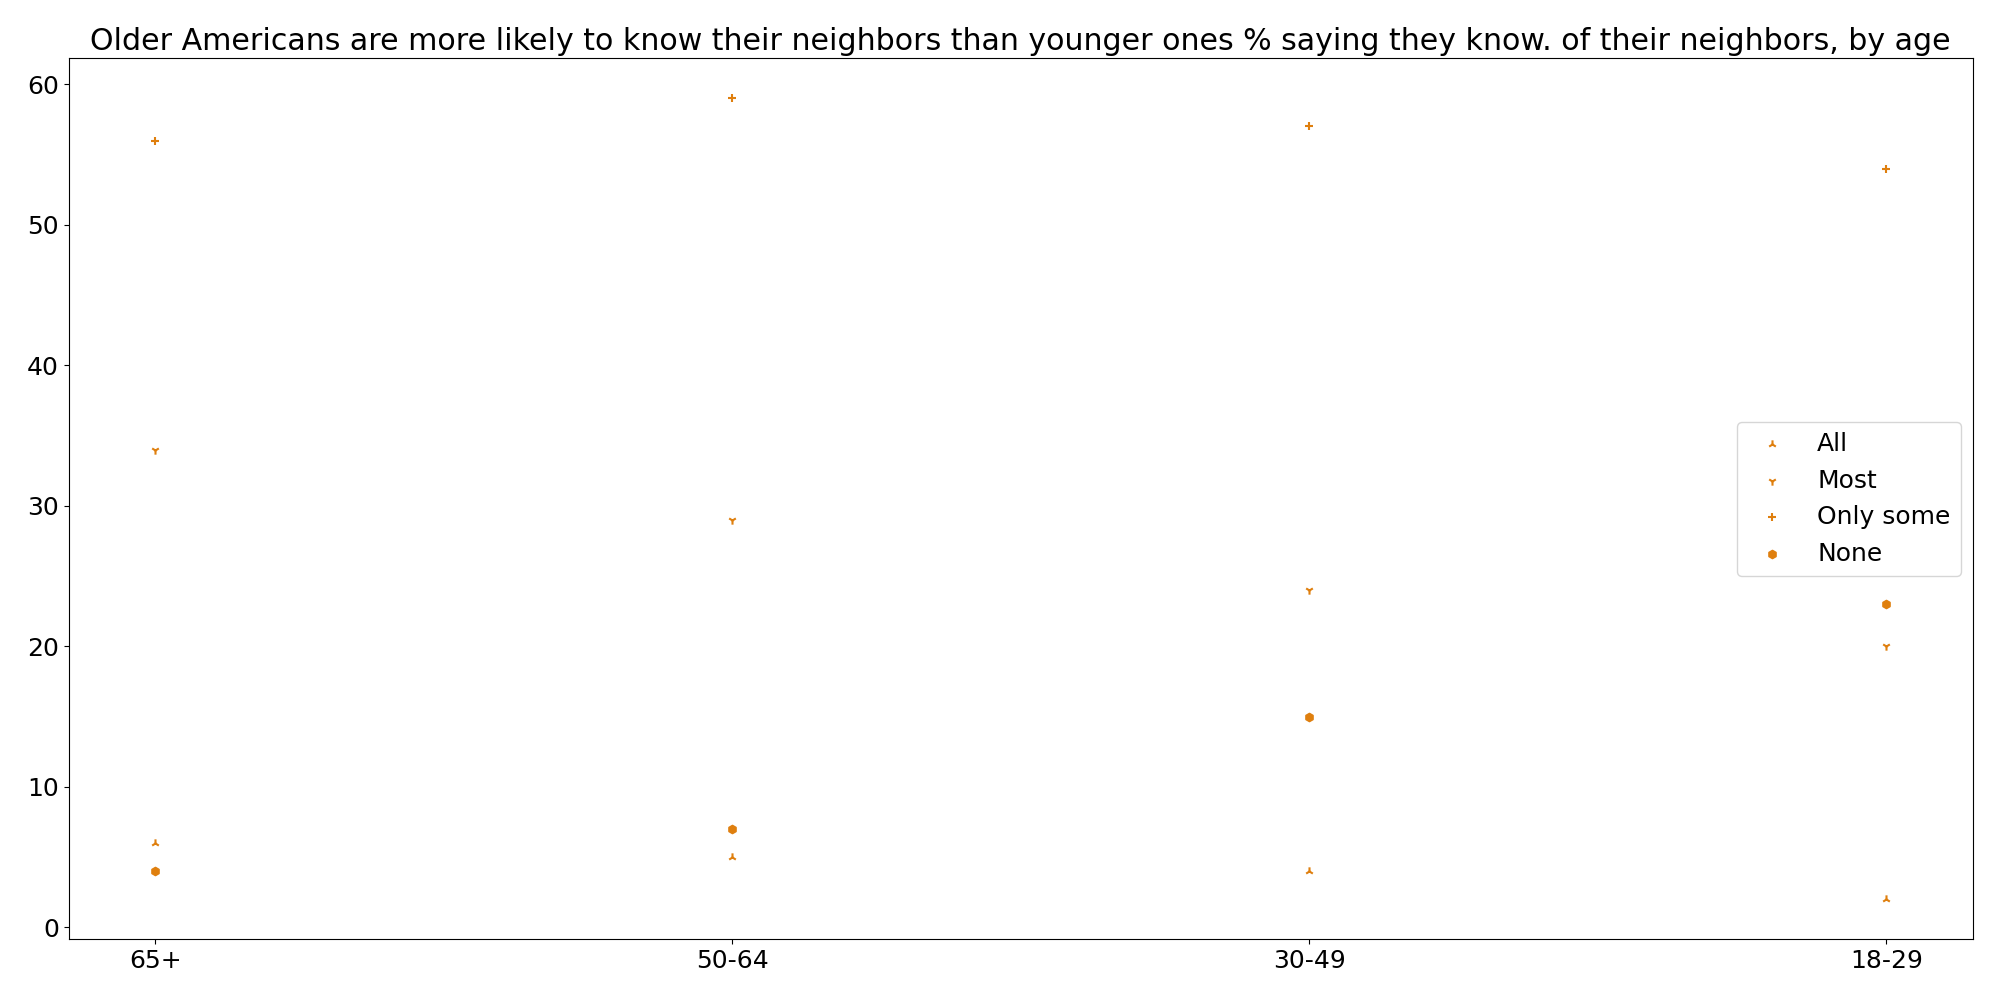 Older Americans are more likely to know their neighbors than younger ones % saying they know. of their neighbors, by age
60
50
40
30
20
10
0
All
Most
Only some
None
65+
50-64
30-49
18-29